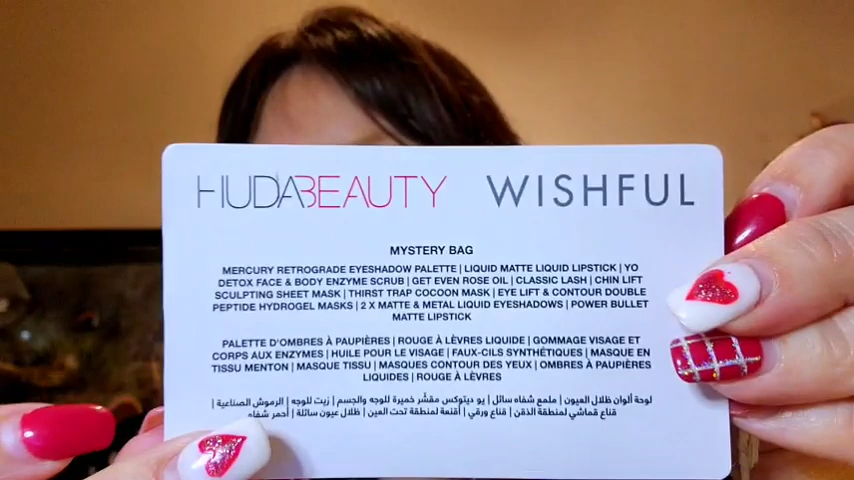 HUDABEAUTY WISHFUL
MYSTERY BAG
MERCURY RETROGRADE EYESHADOW PALETTE | LIQUID MATTE LIQUID LIPSTICK | YO
DETOX FACE & BODY ENZYME SCRUB | GET EVEN ROSE OIL | CLASSIC LASH | CHIN LIFT
SCULPTING SHEET MASK | THIRST TRAP COCOON MASK | EYE LIFT & CONTOUR DOUBLE
PEPTIDE HYDROGEL MASKS | 2 X MATTE & METAL LIQUID EYESHADOWS | POWER BULLET
MATTE LIPSTICK
PALETTE D'OMBRES À PAUPIÈRES | ROUGE À LÈVRES LIQUIDE | GOMMAGE VISAGE ET
CORPS AUX ENZYMES | HUILE POUR LE VISAGE | FAUX-CILS SYNTHÉTIQUES | MASQUE EN
TISSU MENTON | MASQUE TISSU | MASQUES CONTOUR DES YEUX | OMBRES À PAUPIÈRES
LIQUIDES | ROUGE À LÈVRES
لوحة ألوان ظلال العيون | ملمع شفاه سائل | يو ديتوكس مقشّر خميرة للوجه والجسم | زيت للوجه | الرموش الصناعية |
قناع قماشي لمنطقة الذقن | قناع ورقي | أقنعة لمنطقة تحت العين | ظلال عيون سائلة | أحمر شفاه